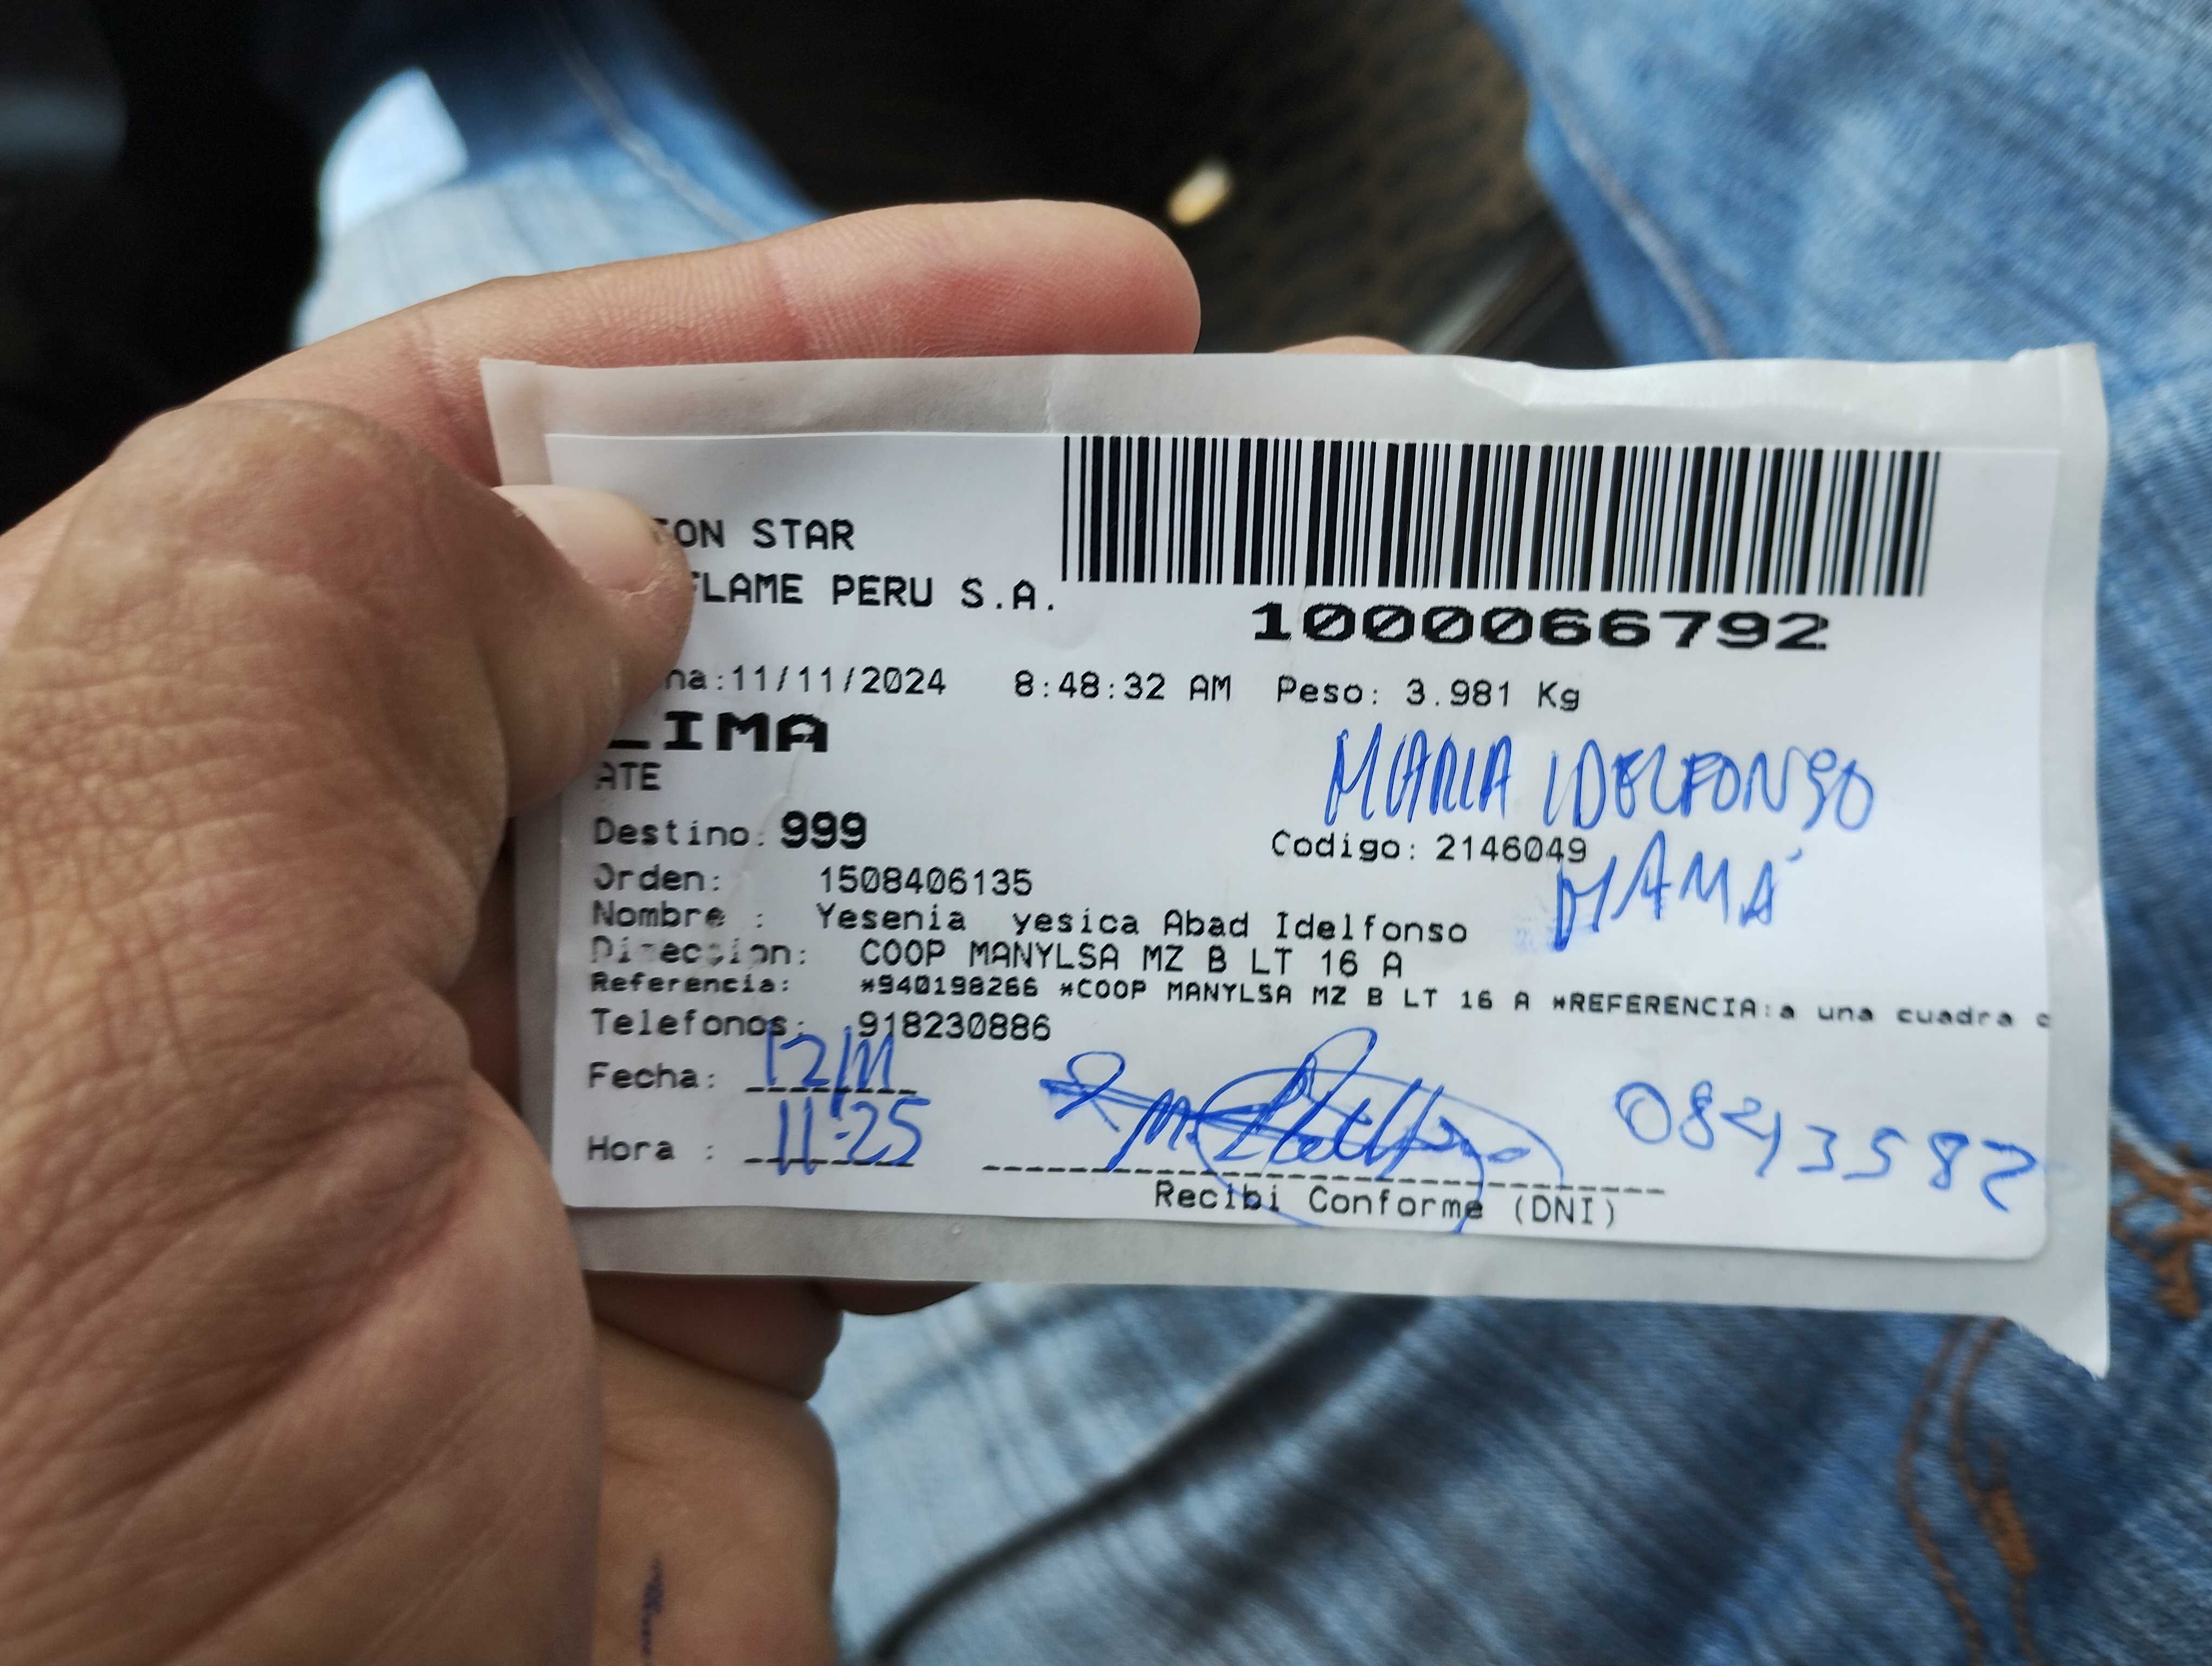 ON STAR
FLAME PERU S.A.
1000066792
ha:11/11/2024 8:48:32 AM Peso: 3.981 Kg
LIMA
ATE
MARIA IDELFONSO
Destino: 999
Codigo: 2146049
MAMÁ
Orden: 1508406135
Nombre : Yesenia yesica Abad Idelfonso
Direccion: COOP MANYLSA MZ B LT 16 A
Referencia: *940198266 *COOP MANYLSA MZ B LT 16 A *REFERENCIA:a una cuadra
Telefonos: 918230886
Fecha: 12/11
Hora : 11:25
Recibi Conforme (DNI)